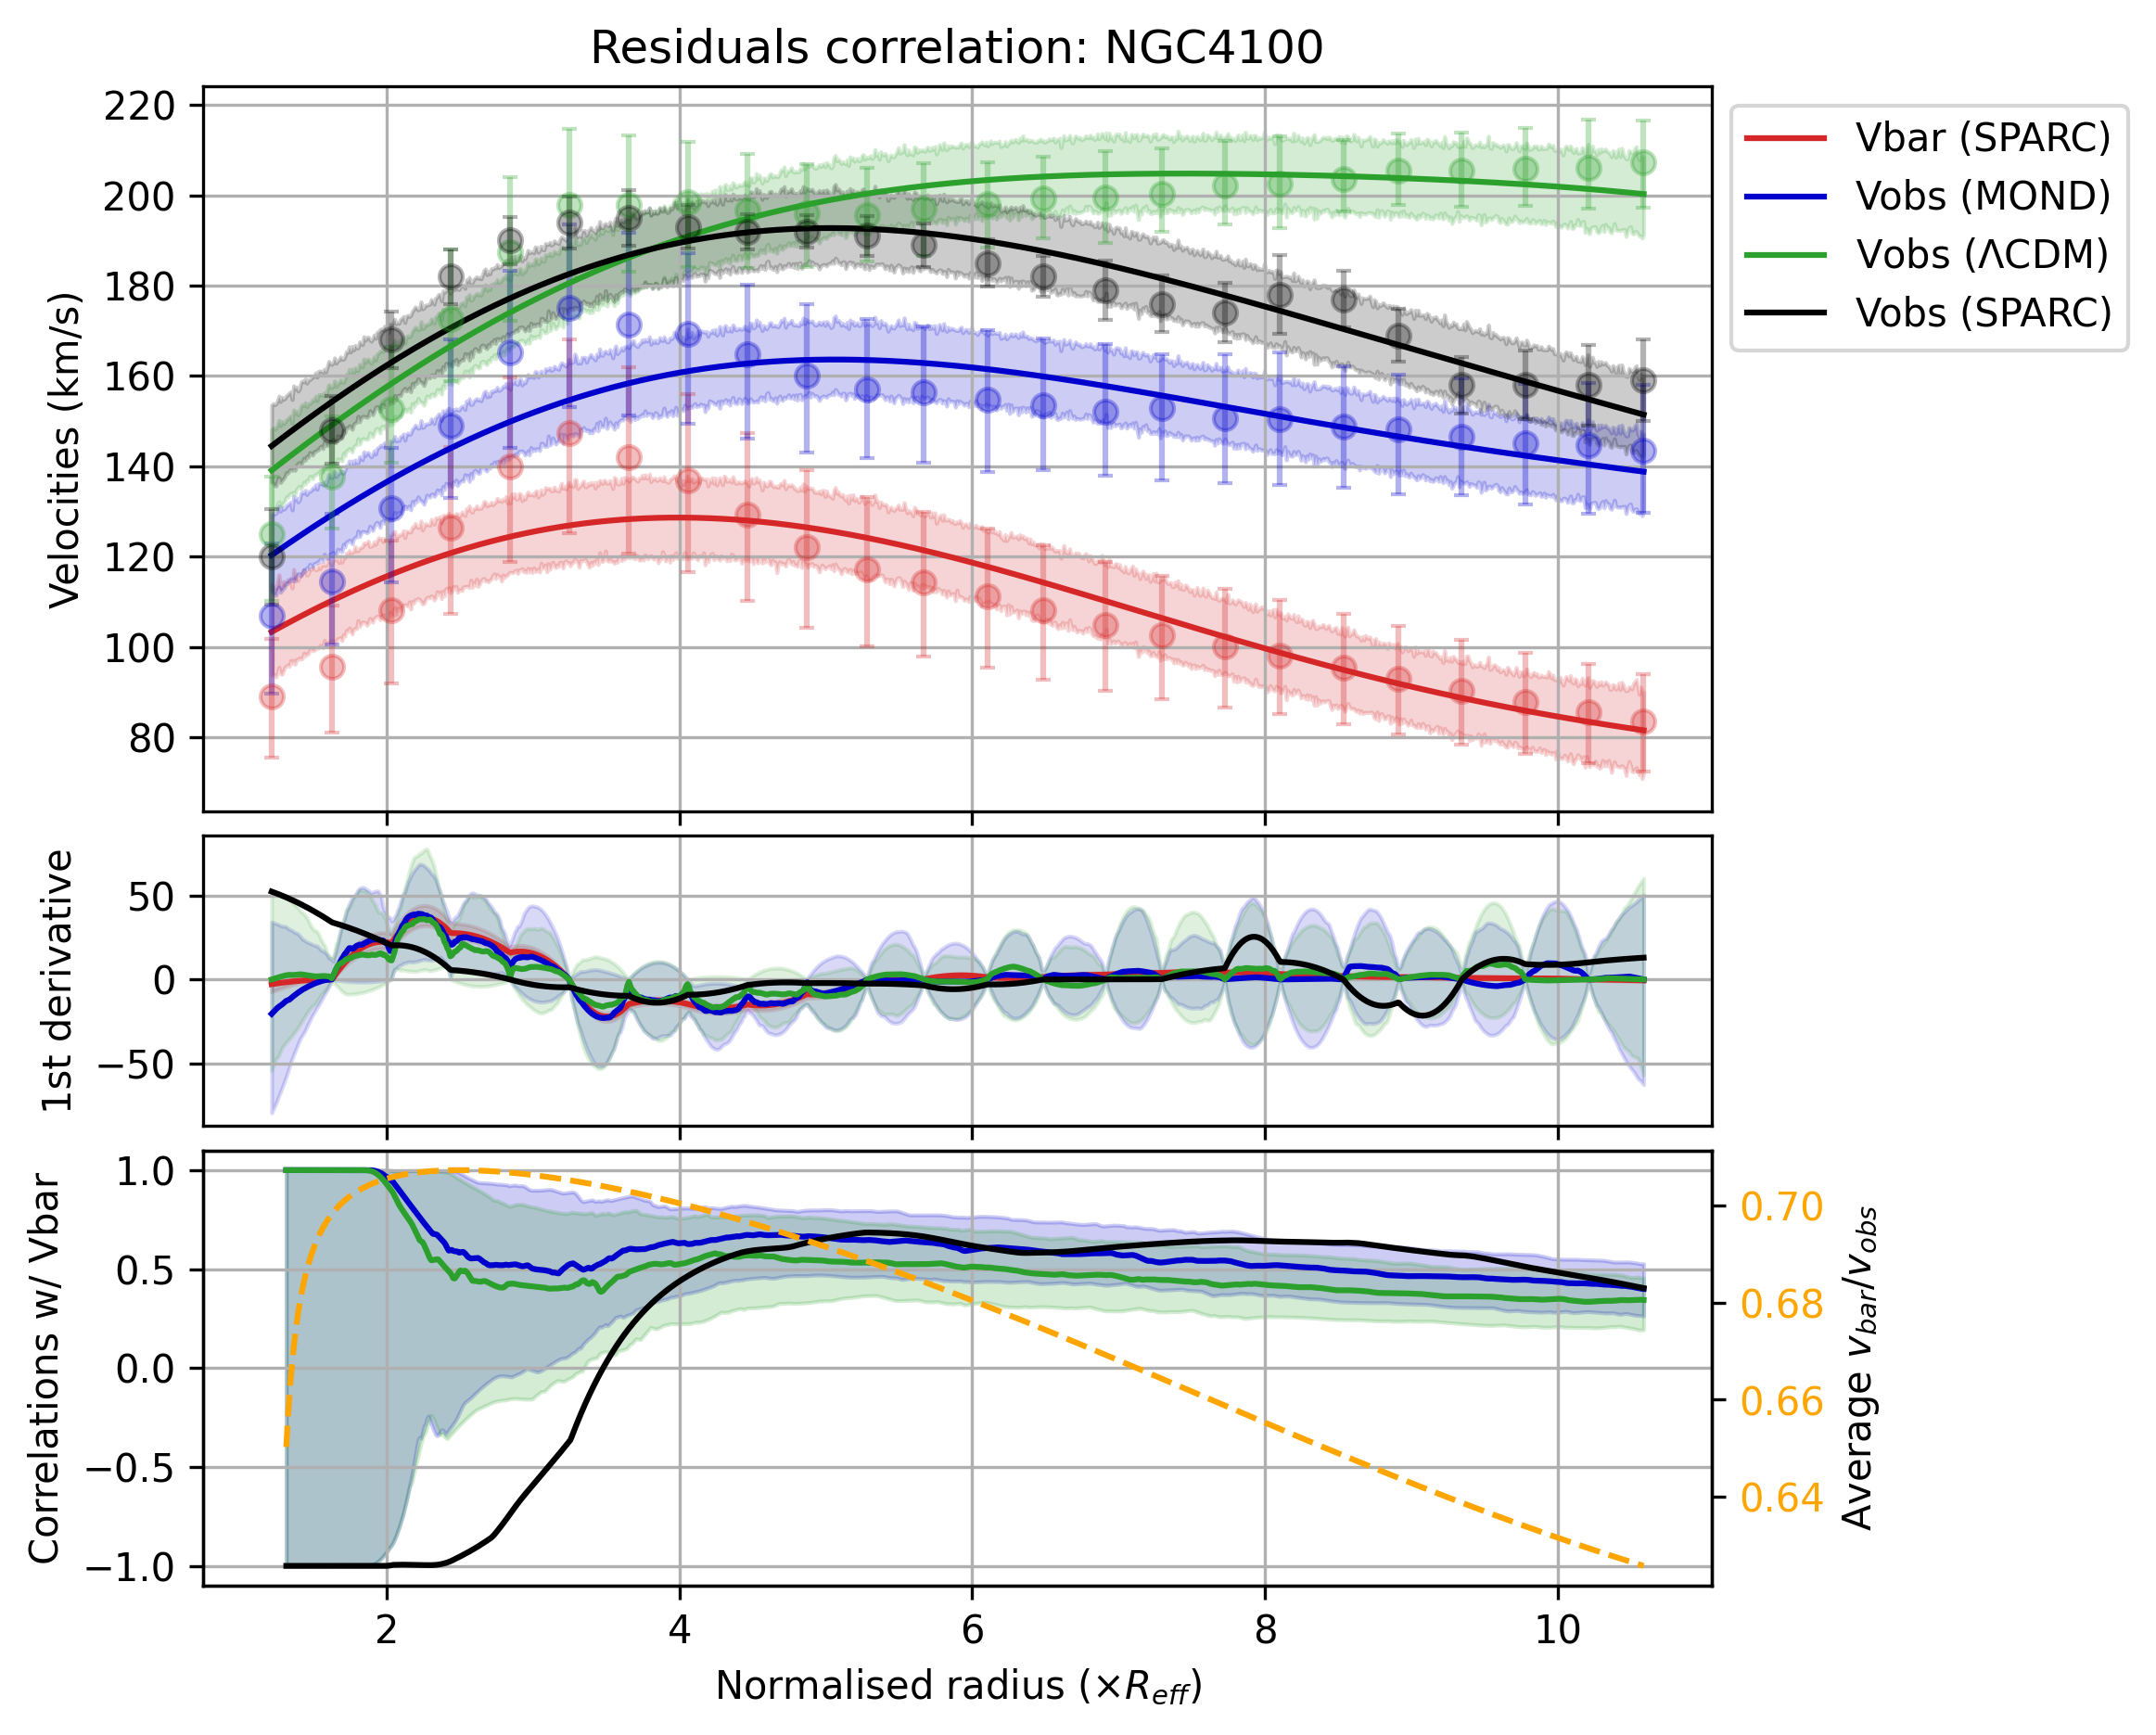 Residuals correlation: NGC4100
220
200
180
160
140
120
100
80
Velocities (km/s)
Vbar (SPARC)
Vobs (MOND)
Vobs (ΛCDM)
Vobs (SPARC)
50
0
−50
1st derivative
1.0
0.5
0.0
−0.5
−1.0
Correlations w/ Vbar
0.70
0.68
0.66
0.64
Average v_bar/v_obs
2 4 6 8 10
Normalised radius (×R_eff)